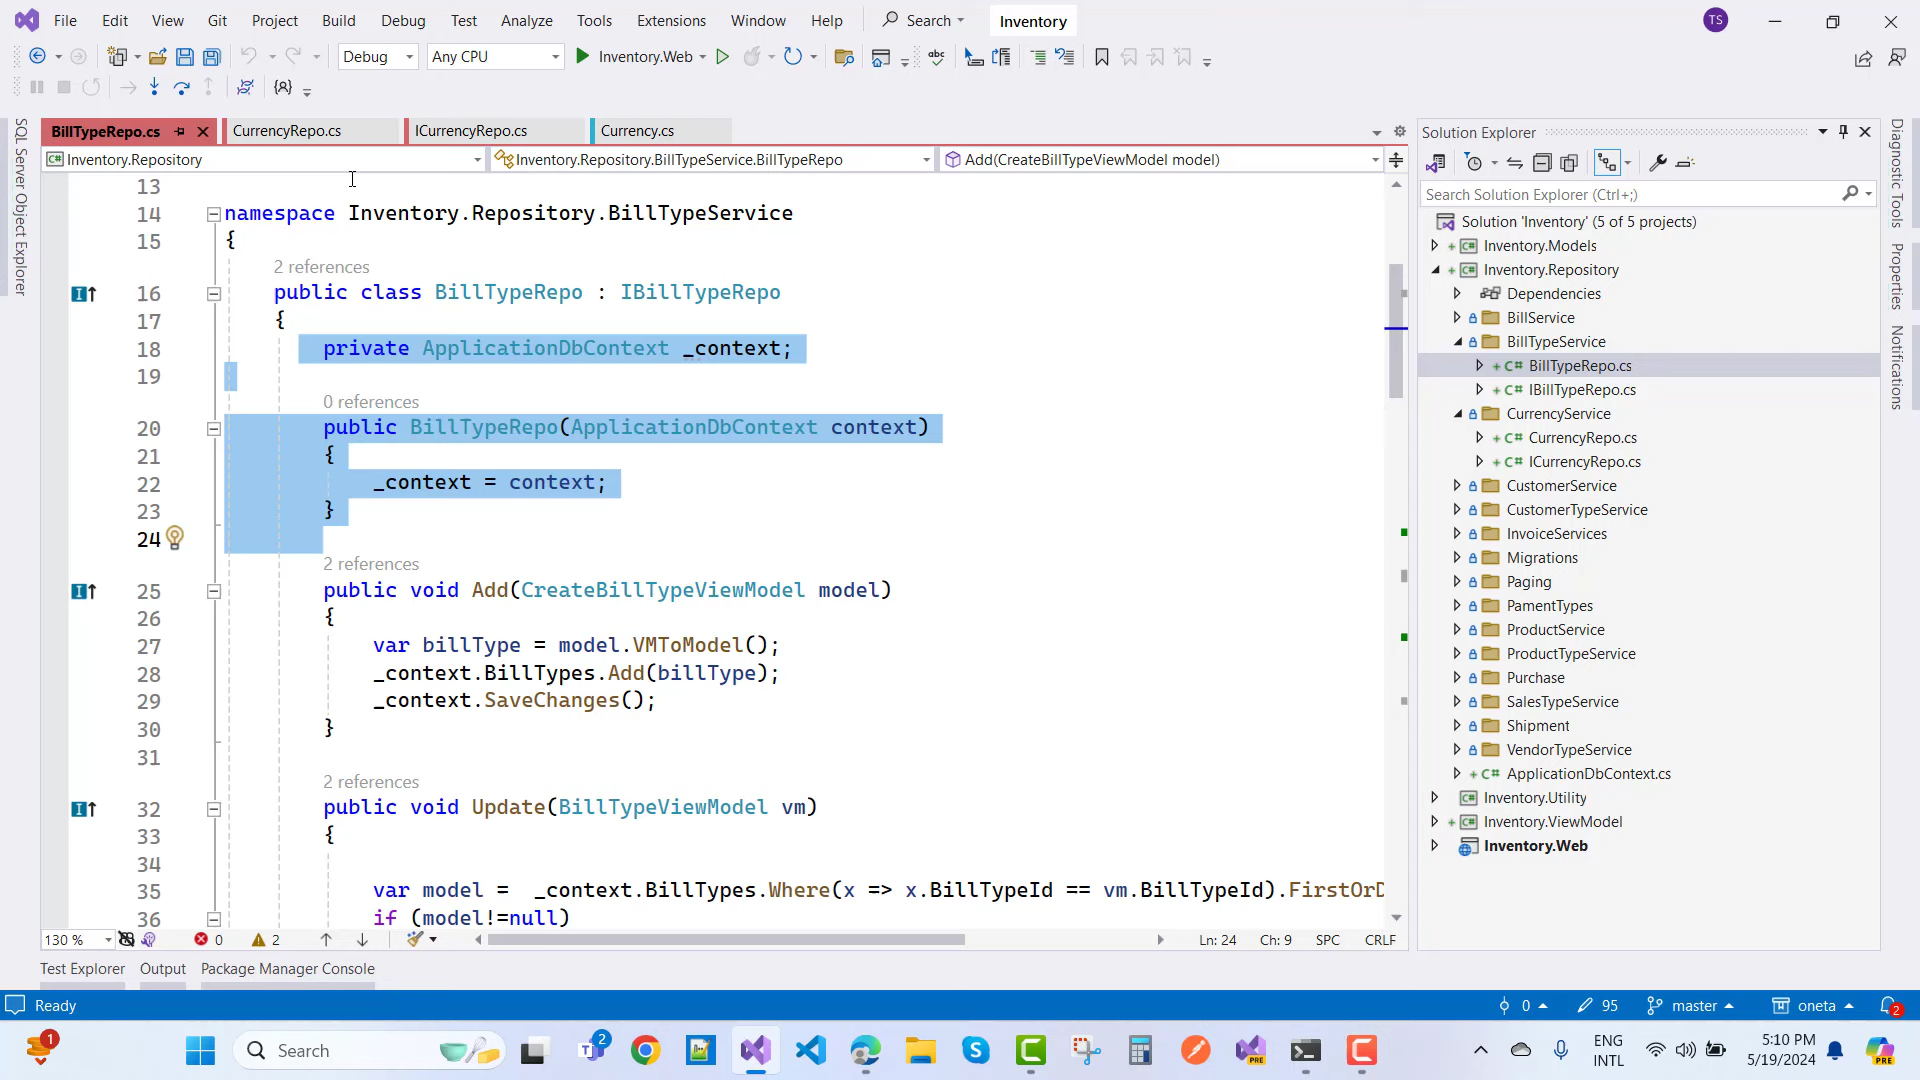 File Edit View Git Project Build Debug Test Analyze Tools Extensions Window Help Search Inventory TS
Debug Any CPU Inventory.Web
BillTypeRepo.cs CurrencyRepo.cs ICurrencyRepo.cs Currency.cs
Inventory.Repository Inventory.Repository.BillTypeService.BillTypeRepo Add(CreateBillTypeViewModel model)
13
14 namespace Inventory.Repository.BillTypeService
15 {
2 references
16 public class BillTypeRepo : IBillTypeRepo
17 {
18 private ApplicationDbContext _context;
19
0 references
20 public BillTypeRepo(ApplicationDbContext context)
21 {
22 _context = context;
23 }
24
2 references
25 public void Add(CreateBillTypeViewModel model)
26 {
27 var billType = model.VMToModel();
28 _context.BillTypes.Add(billType);
29 _context.SaveChanges();
30 }
31
2 references
32 public void Update(BillTypeViewModel vm)
33 {
34
35 var model = _context.BillTypes.Where(x => x.BillTypeId == vm.BillTypeId).FirstOrD
36 if (model!=null)
130 % 0 2 Ln: 24 Ch: 9 SPC CRLF
Test Explorer Output Package Manager Console
SQL Server Object Explorer
Solution Explorer
Search Solution Explorer (Ctrl+;)
Solution 'Inventory' (5 of 5 projects)
Inventory.Models
Inventory.Repository
Dependencies
BillService
BillTypeService
BillTypeRepo.cs
IBillTypeRepo.cs
CurrencyService
CurrencyRepo.cs
ICurrencyRepo.cs
CustomerService
CustomerTypeService
InvoiceServices
Migrations
Paging
PamentTypes
ProductService
ProductTypeService
Purchase
SalesTypeService
Shipment
VendorTypeService
ApplicationDbContext.cs
Inventory.Utility
Inventory.ViewModel
Inventory.Web
Diagnostic Tools
Properties
Notifications
Ready 0 95 master oneta 2
1 Search 2 PRE ENG INTL 5:10 PM 5/19/2024 PRE